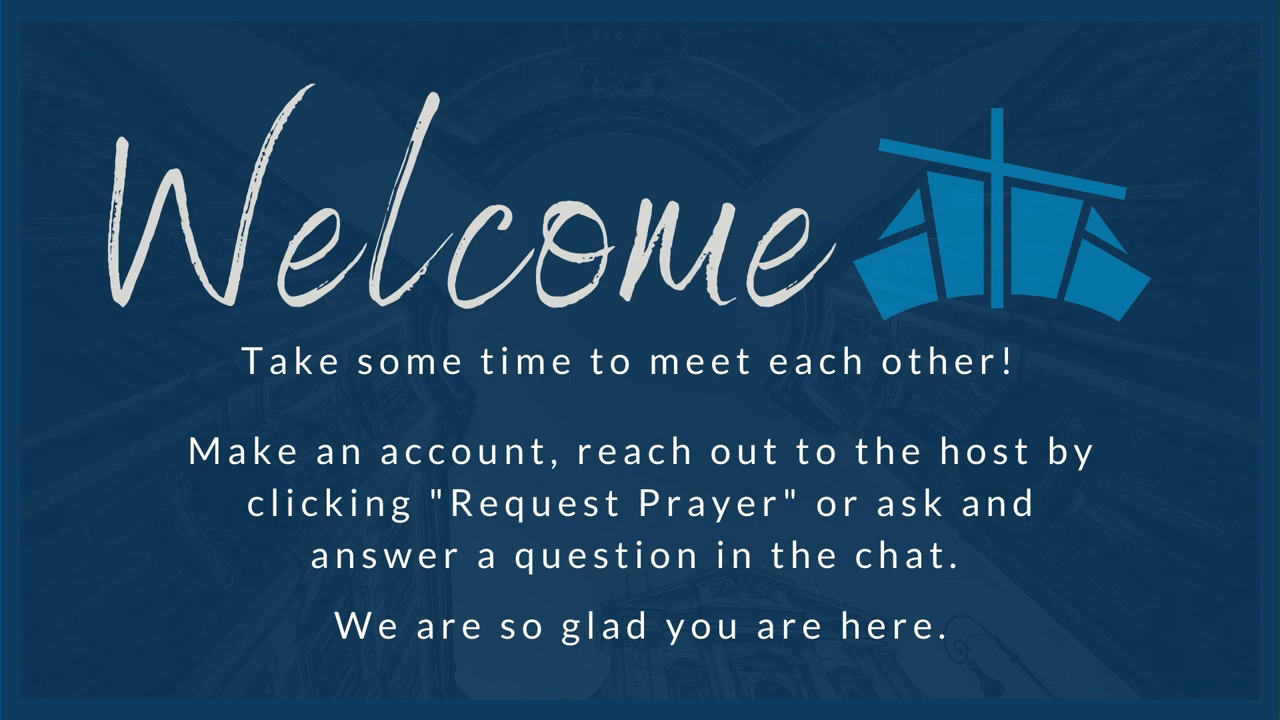 Welcome
Take some time to meet each other!
Make an account, reach out to the host by
clicking "Request Prayer" or ask and
answer a question in the chat.
We are so glad you are here.